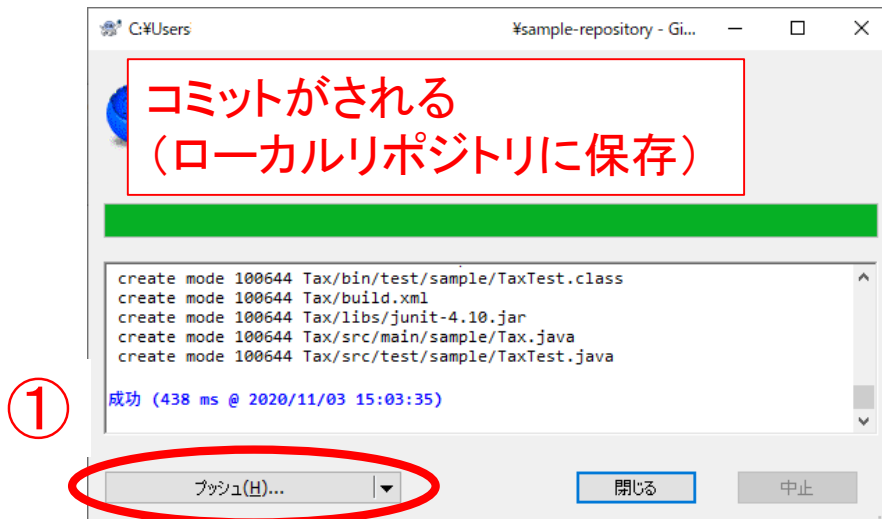 C:¥Users ¥sample-repository - Gi...
コミットがされる
（ローカルリポジトリに保存）
create mode 100644 Tax/bin/test/sample/TaxTest.class
create mode 100644 Tax/build.xml
create mode 100644 Tax/libs/junit-4.10.jar
create mode 100644 Tax/src/main/sample/Tax.java
create mode 100644 Tax/src/test/sample/TaxTest.java
成功 (438 ms @ 2020/11/03 15:03:35)
①
プッシュ(H)... 閉じる 中止